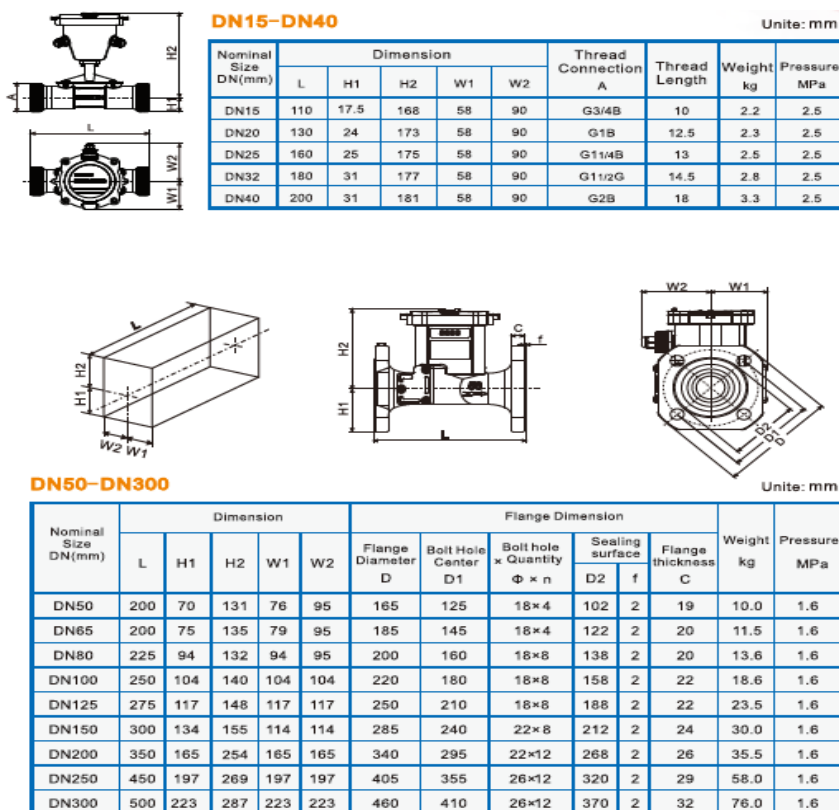 DN15-DN40
Unite: mm
Nominal Size DN(mm) Dimension Thread Connection A Thread Length Weight kg Pressure MPa
L H1 H2 W1 W2
DN15 110 17.5 168 58 90 G3/4B 10 2.2 2.5
DN20 130 24 173 58 90 G1B 12.5 2.3 2.5
DN25 160 25 175 58 90 G11/4B 13 2.5 2.5
DN32 180 31 177 58 90 G11/2G 14.5 2.8 2.5
DN40 200 31 181 58 90 G2B 18 3.3 2.5
H2
A
H1
L
W2
W1
L
H2
H1
W2 W1
H2
H1
C
f
L
W2 W1
D2
D1
D
DN50-DN300
Unite: mm
Nominal Size DN(mm) Dimension Flange Dimension Weight kg Pressure MPa
L H1 H2 W1 W2 Flange Diameter D Bolt Hole Center D1 Bolt hole × Quantity Φ × n Sealing surface D2 f Flange thickness C
DN50 200 70 131 76 95 165 125 18×4 102 2 19 10.0 1.6
DN65 200 75 135 79 95 185 145 18×4 122 2 20 11.5 1.6
DN80 225 94 132 94 95 200 160 18×8 138 2 20 13.6 1.6
DN100 250 104 140 104 104 220 180 18×8 158 2 22 18.6 1.6
DN125 275 117 148 117 117 250 210 18×8 188 2 22 23.5 1.6
DN150 300 134 155 114 114 285 240 22×8 212 2 24 30.0 1.6
DN200 350 165 254 165 165 340 295 22×12 268 2 26 35.5 1.6
DN250 450 197 269 197 197 405 355 26×12 320 2 29 58.0 1.6
DN300 500 223 287 223 223 460 410 26×12 370 2 32 76.0 1.6